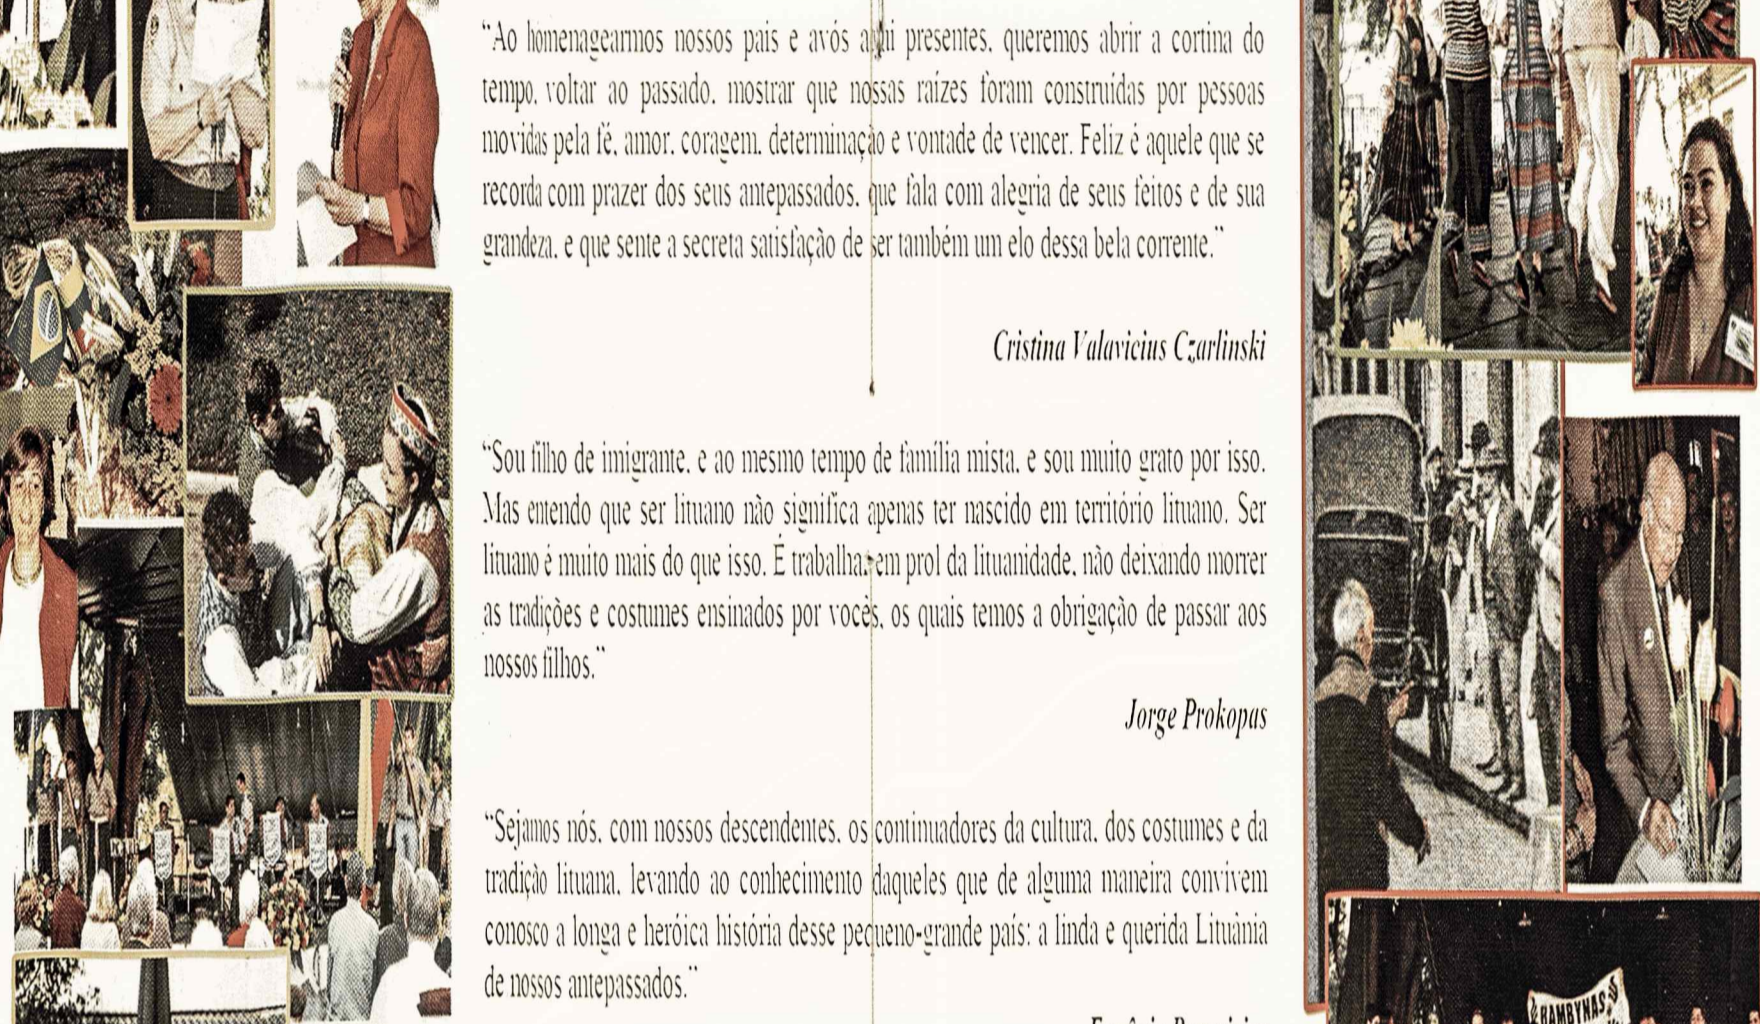 “Ao homenagearmos nossos pais e avós aqui presentes, queremos abrir a cortina do
tempo, voltar ao passado, mostrar que nossas raízes foram construídas por pessoas
movidas pela fé, amor, coragem, determinação e vontade de vencer. Feliz é aquele que se
recorda com prazer dos seus antepassados, que fala com alegria de seus feitos e de sua
grandeza, e que sente a secreta satisfação de ser também um elo dessa bela corrente.”
Cristina Valavicius Czarlinski
“Sou filho de imigrante, e ao mesmo tempo de família mista, e sou muito grato por isso.
Mas entendo que ser lituano não significa apenas ter nascido em território lituano. Ser
lituano é muito mais do que isso. É trabalhar em prol da lituanidade, não deixando morrer
as tradições e costumes ensinados por vocês, os quais temos a obrigação de passar aos
nossos filhos.”
Jorge Prokopas
“Sejamos nós, com nossos descendentes, os continuadores da cultura, dos costumes e da
tradição lituana, levando ao conhecimento daqueles que de alguma maneira convivem
conosco a longa e heróica história desse pequeno-grande país: a linda e querida Lituânia
de nossos antepassados.”
RAMBYNAS